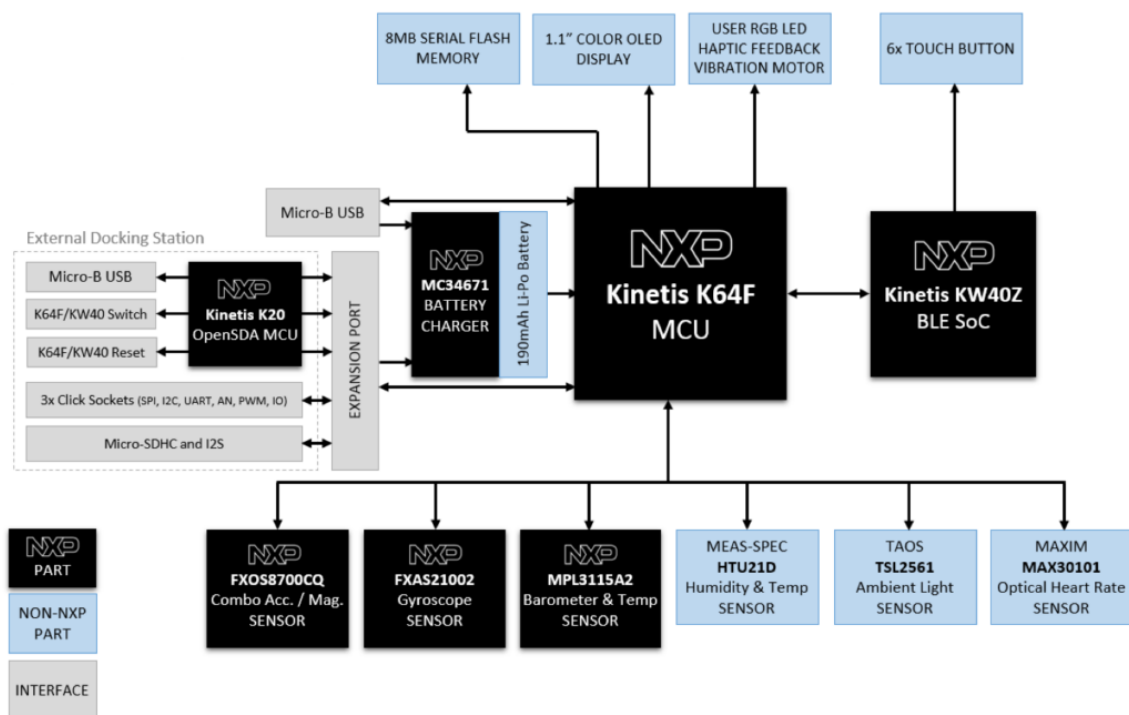 8MB SERIAL FLASH
MEMORY
1.1” COLOR OLED
DISPLAY
USER RGB LED
HAPTIC FEEDBACK
VIBRATION MOTOR
6x TOUCH BUTTON
Micro-B USB
External Docking Station
Micro-B USB
K64F/KW40 Switch
K64F/KW40 Reset
3x Click Sockets (SPI, I2C, UART, AN, PWM, IO)
Micro-SDHC and I2S
NXP
Kinetis K20
OpenSDA MCU
EXPANSION PORT
NXP
MC34671
BATTERY
CHARGER
190mAh Li-Po Battery
NXP
Kinetis K64F
MCU
NXP
Kinetis KW40Z
BLE SoC
NXP
FXOS8700CQ
Combo Acc. / Mag.
SENSOR
NXP
FXAS21002
Gyroscope
SENSOR
NXP
MPL3115A2
Barometer & Temp
SENSOR
MEAS-SPEC
HTU21D
Humidity & Temp
SENSOR
TAOS
TSL2561
Ambient Light
SENSOR
MAXIM
MAX30101
Optical Heart Rate
SENSOR
NXP
PART
NON-NXP
PART
INTERFACE